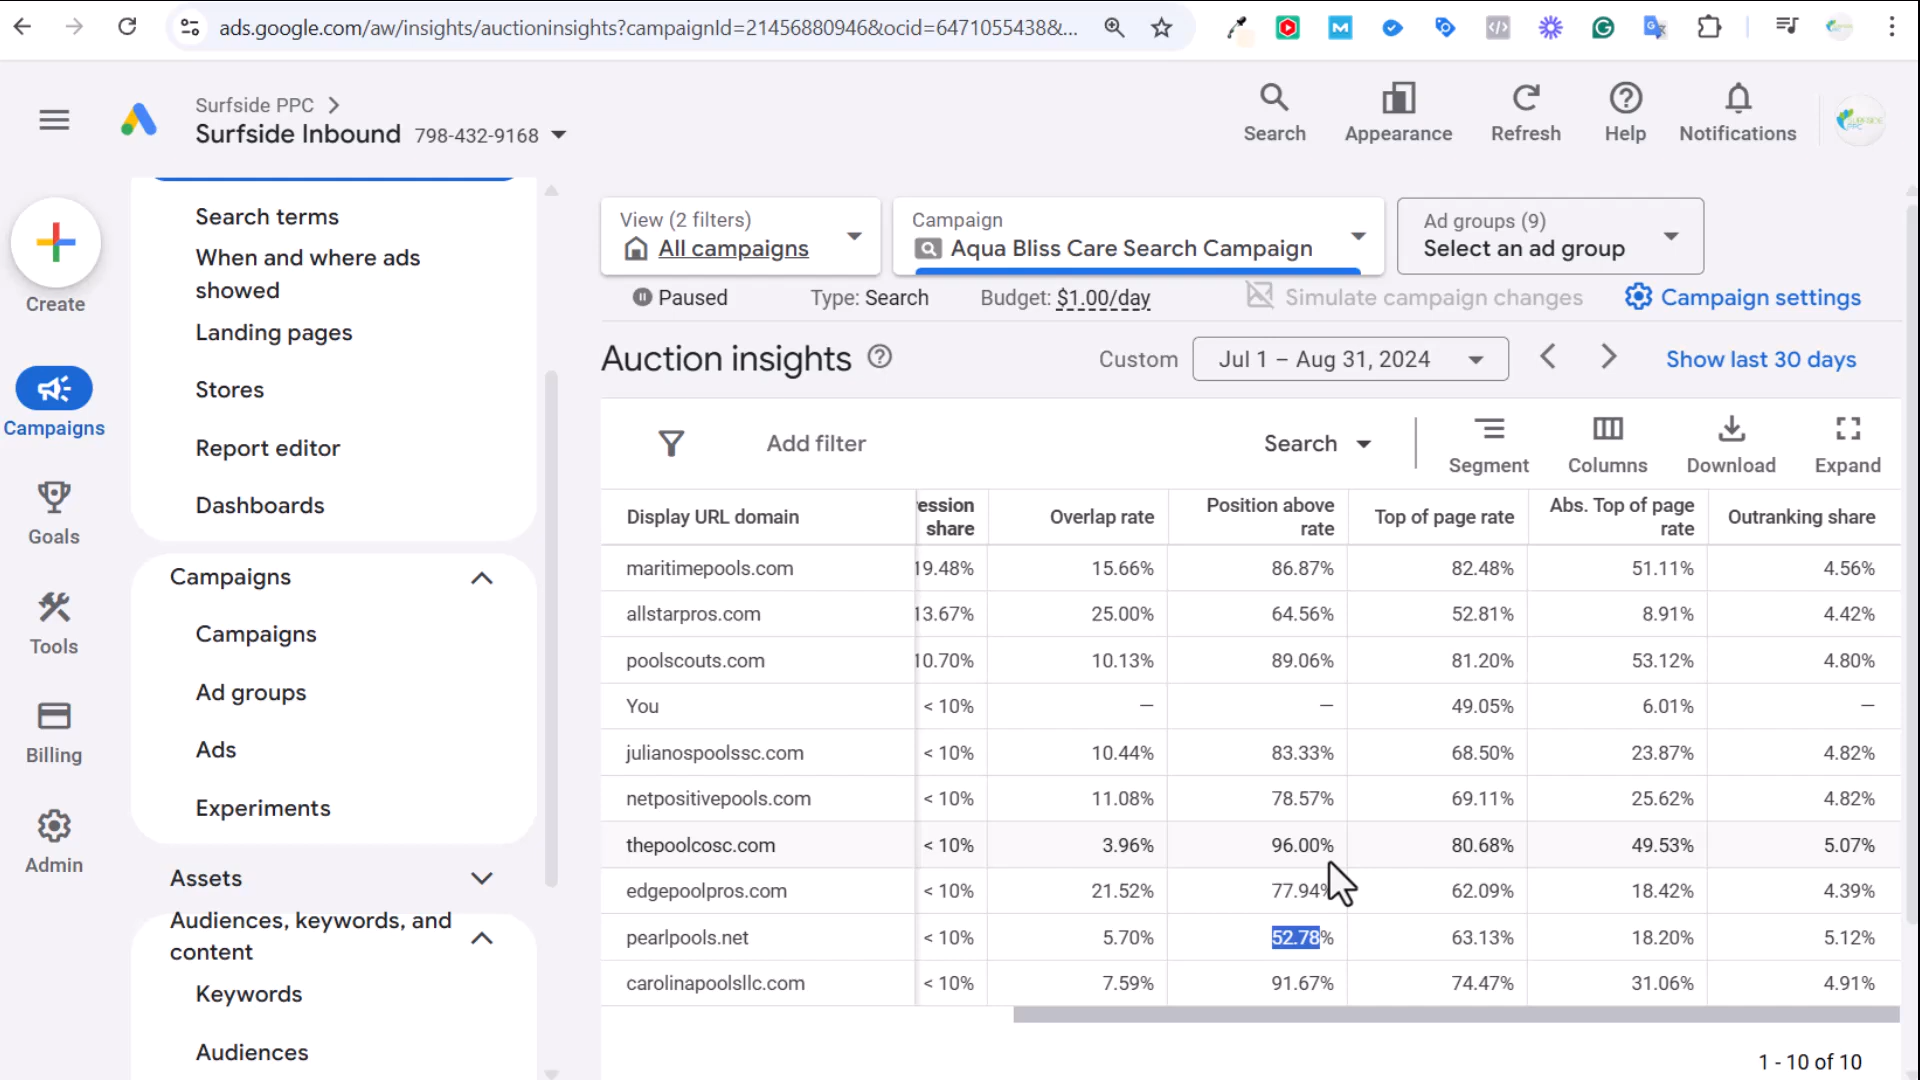 ads.google.com/aw/insights/auctioninsights?campaignId=21456880946&ocid=6471055438&...
Surfside PPC
Surfside Inbound 798-432-9168
Search
Appearance
Refresh
Help
Notifications
Create
Campaigns
Goals
Tools
Billing
Admin
Search terms
When and where ads
showed
Landing pages
Stores
Report editor
Dashboards
Campaigns
Campaigns
Ad groups
Ads
Experiments
Assets
Audiences, keywords, and
content
Keywords
Audiences
View (2 filters)
All campaigns
Campaign
Aqua Bliss Care Search Campaign
Ad groups (9)
Select an ad group
Paused Type: Search Budget: $1.00/day Simulate campaign changes Campaign settings
Auction insights Custom Jul 1 – Aug 31, 2024 Show last 30 days
Add filter Search Segment Columns Download Expand
Display URL domain ression share Overlap rate Position above rate Top of page rate Abs. Top of page rate Outranking share
maritimepools.com 19.48% 15.66% 86.87% 82.48% 51.11% 4.56%
allstarpros.com 13.67% 25.00% 64.56% 52.81% 8.91% 4.42%
poolscouts.com 10.70% 10.13% 89.06% 81.20% 53.12% 4.80%
You < 10% — — 49.05% 6.01% —
julianospoolssc.com < 10% 10.44% 83.33% 68.50% 23.87% 4.82%
netpositivepools.com < 10% 11.08% 78.57% 69.11% 25.62% 4.82%
thepoolcosc.com < 10% 3.96% 96.00% 80.68% 49.53% 5.07%
edgepoolpros.com < 10% 21.52% 77.94% 62.09% 18.42% 4.39%
pearlpools.net < 10% 5.70% 52.78% 63.13% 18.20% 5.12%
carolinapoolsllc.com < 10% 7.59% 91.67% 74.47% 31.06% 4.91%
1 - 10 of 10